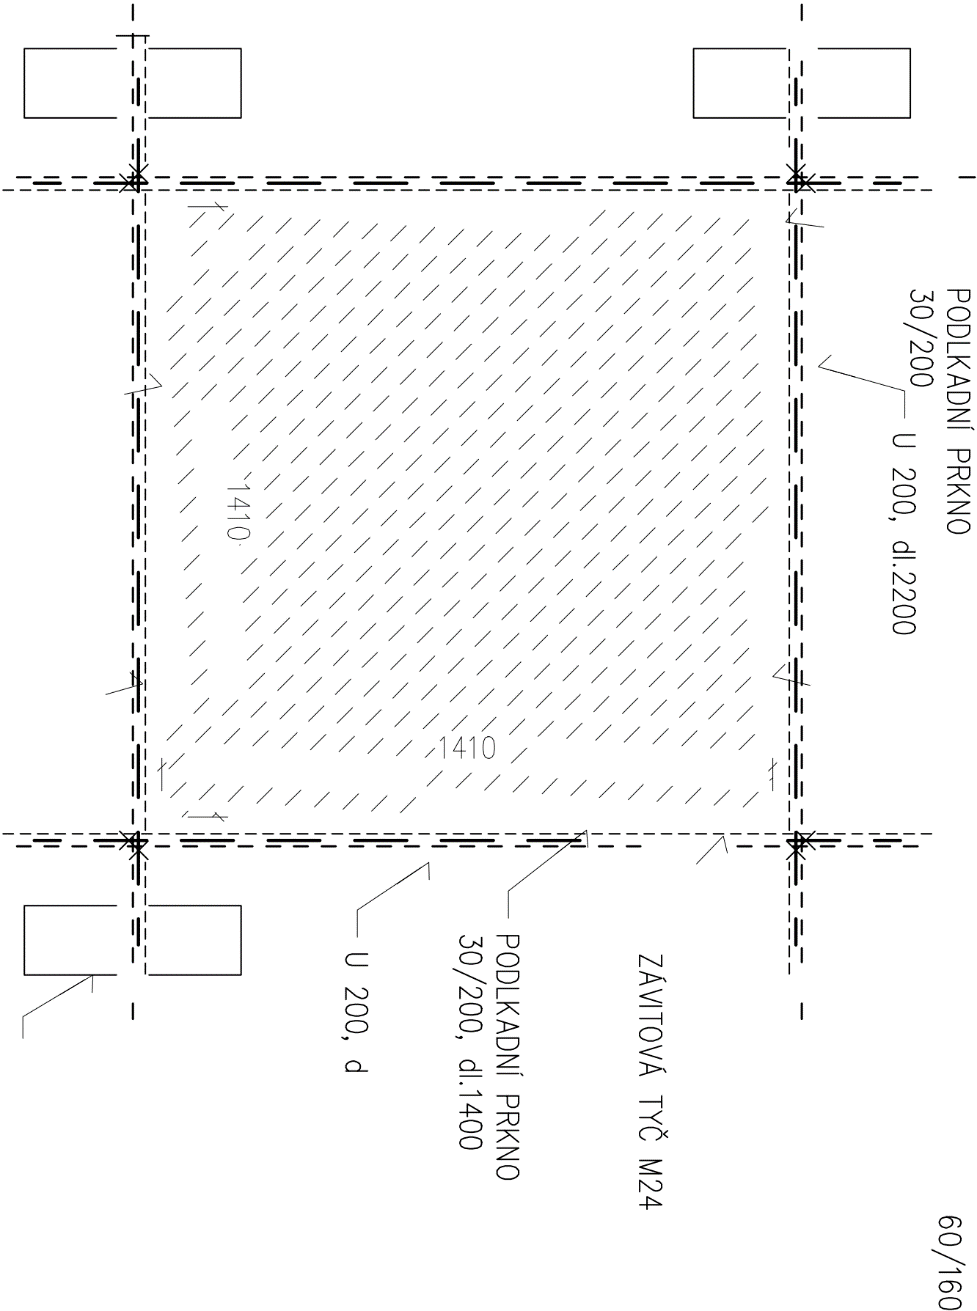 60/160
PODLKADNÍ PRKNO
30/200
U 200, dl.2200
ZÁVITOVÁ TYČ M24
PODLKADNÍ PRKNO
30/200, dl.1400
U 200, d
1410
1410